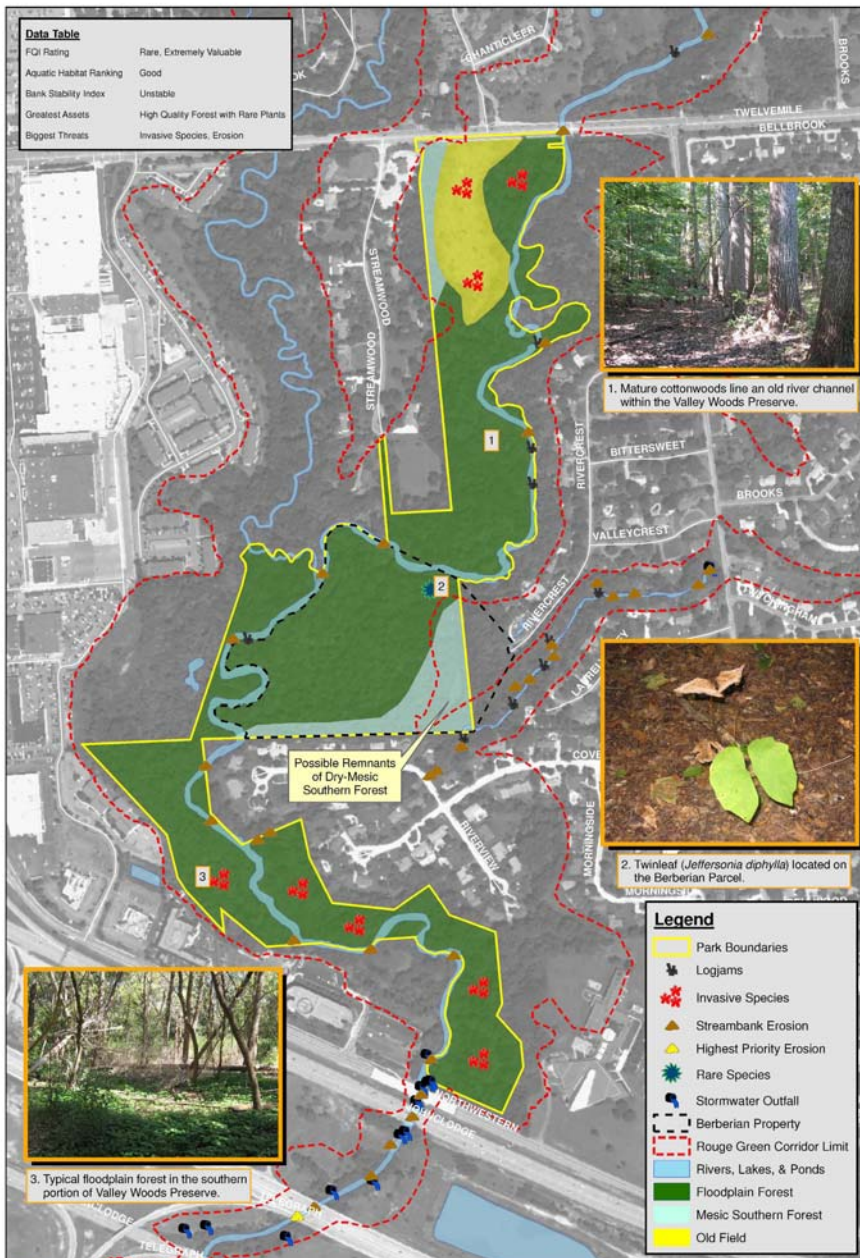 Data Table
FQI Rating Rare, Extremely Valuable
Aquatic Habitat Ranking Good
Bank Stability Index Unstable
Greatest Assets High Quality Forest with Rare Plants
Biggest Threats Invasive Species, Erosion
CHANTICLEER
BROOKS
TWELVEMILE
BELLBROOK
STREAMWOOD
STREAMWOOD
1. Mature cottonwoods line an old river channel
within the Valley Woods Preserve.
1
RIVERCREST
BITTERSWEET
BROOKS
VALLEYCREST
2
RIVERCREST
Possible Remnants
of Dry-Mesic
Southern Forest
RIVERVIEW
MORNINGSIDE
MORNINGSIDE
2. Twinleaf (Jeffersonia diphylla) located on
the Berberian Parcel.
3
3. Typical floodplain forest in the southern
portion of Valley Woods Preserve.
NORTHWESTERN
TELEGRAPH
TELEGRAPH
Legend
Park Boundaries
Logjams
Invasive Species
Streambank Erosion
Highest Priority Erosion
Rare Species
Stormwater Outfall
Berberian Property
Rouge Green Corridor Limit
Rivers, Lakes, & Ponds
Floodplain Forest
Mesic Southern Forest
Old Field